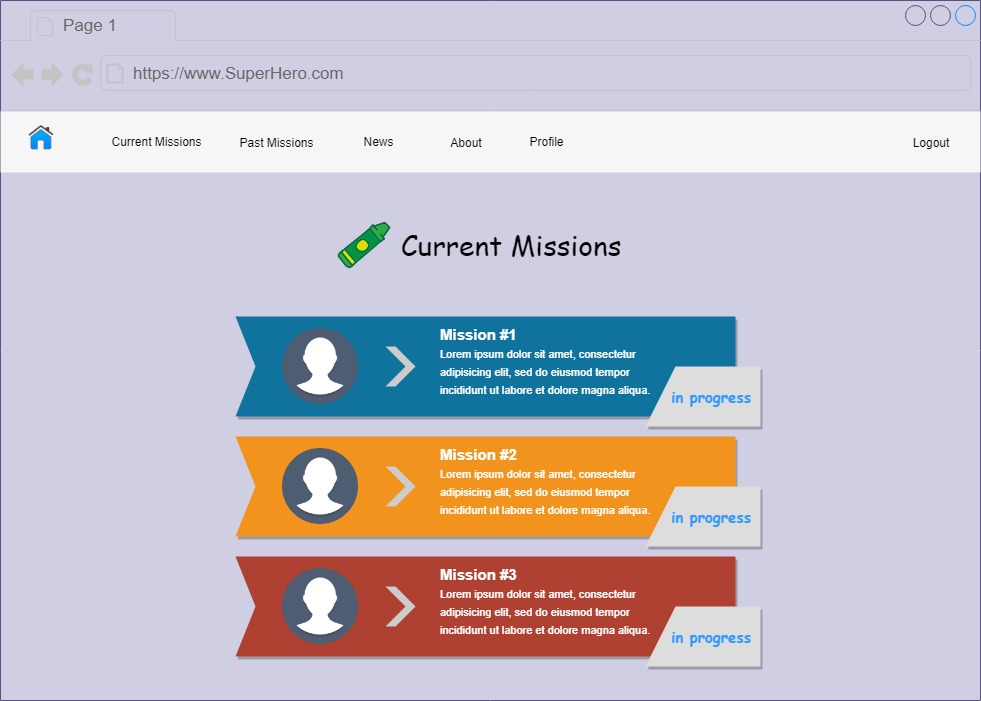 Page 1
https://www.SuperHero.com
Current Missions Past Missions News About Profile Logout
Current Missions
Mission #1
Lorem ipsum dolor sit amet, consectetur
adipisicing elit, sed do eiusmod tempor
incididunt ut labore et dolore magna aliqua.
in progress
Mission #2
Lorem ipsum dolor sit amet, consectetur
adipisicing elit, sed do eiusmod tempor
incididunt ut labore et dolore magna aliqua.
in progress
Mission #3
Lorem ipsum dolor sit amet, consectetur
adipisicing elit, sed do eiusmod tempor
incididunt ut labore et dolore magna aliqua.
in progress